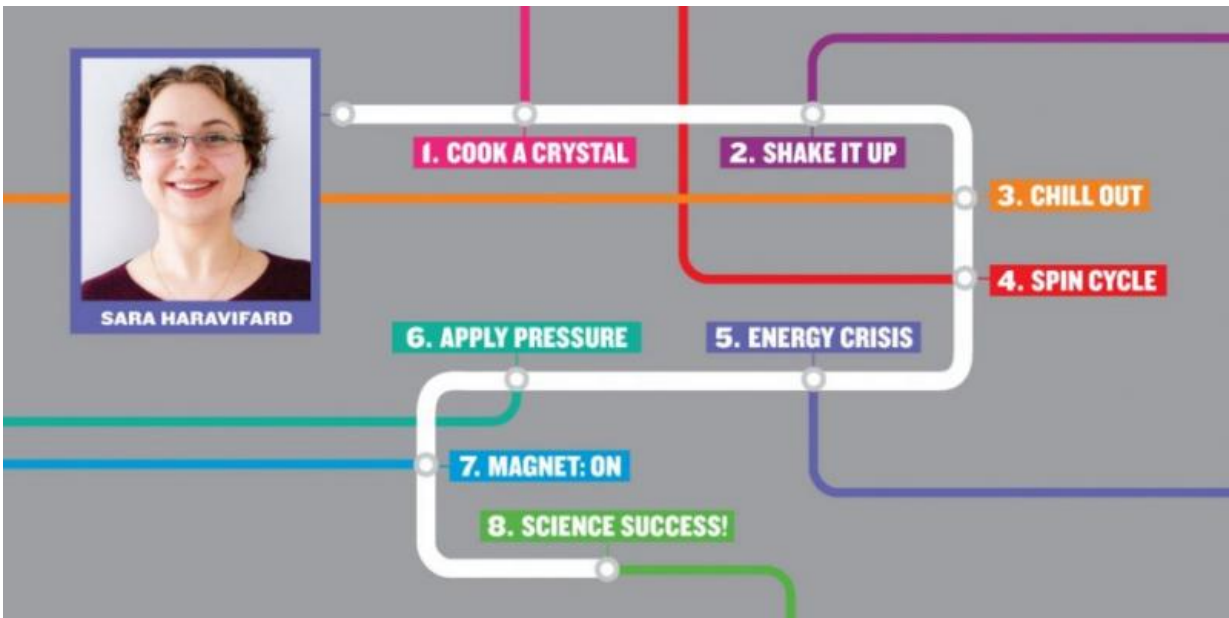 SARA HARAVIFARD
1. COOK A CRYSTAL
2. SHAKE IT UP
3. CHILL OUT
4. SPIN CYCLE
5. ENERGY CRISIS
6. APPLY PRESSURE
7. MAGNET: ON
8. SCIENCE SUCCESS!